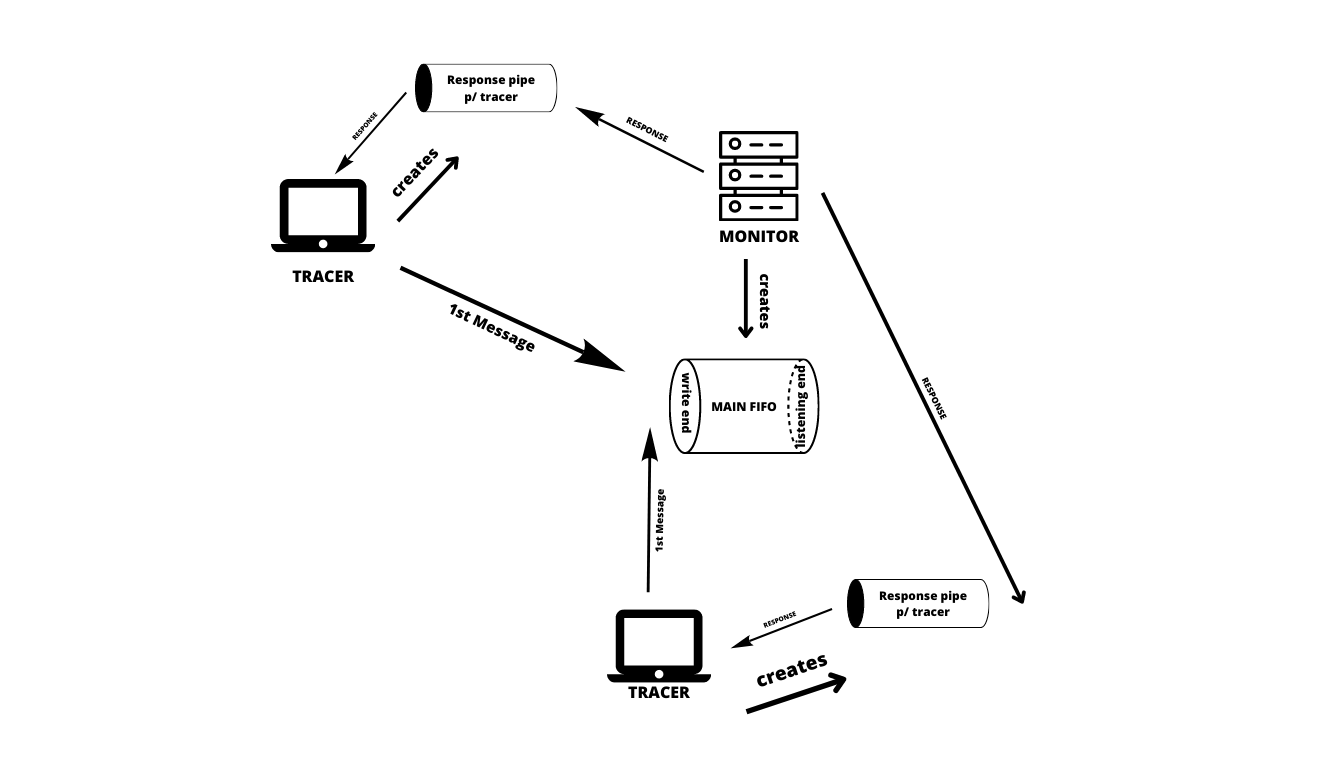 Response pipe
p/ tracer
RESPONSE
RESPONSE
creates
MONITOR
TRACER
1st Message
creates
write end
MAIN FIFO
listening end
RESPONSE
1st Message
Response pipe
p/ tracer
RESPONSE
creates
TRACER